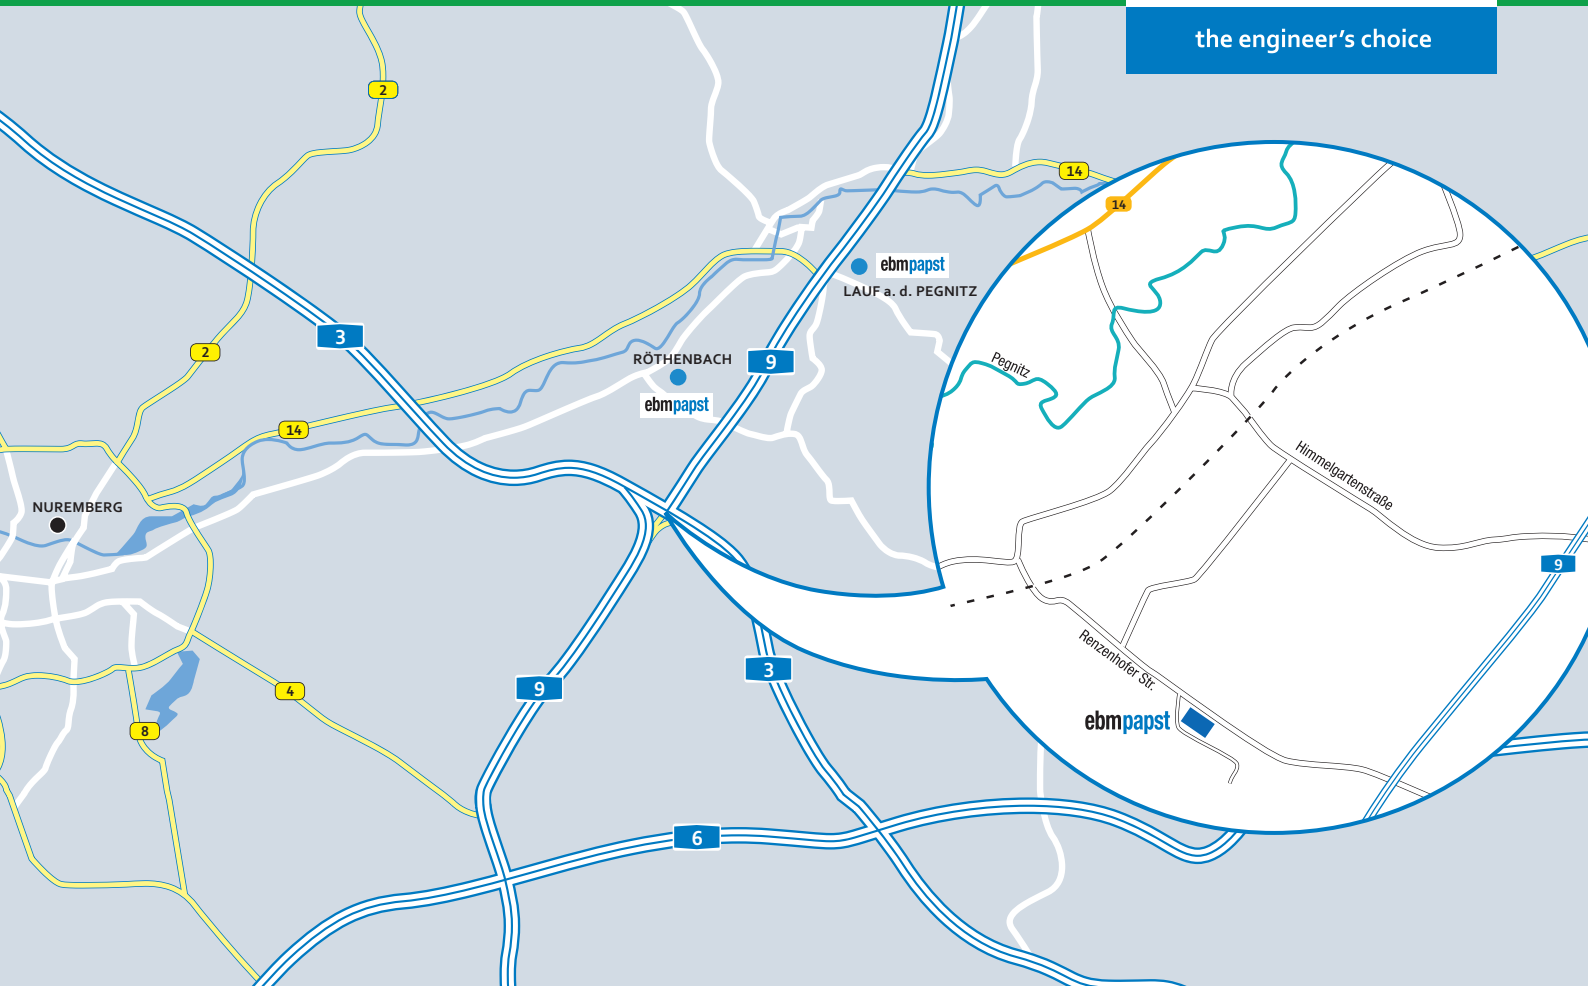 the engineer's choice
2
14
14
ebmpapst
LAUF a. d. PEGNITZ
3
2
RÖTHENBACH
9
Pegnitz
ebmpapst
14
Himmelgartenstraße
NUREMBERG
9
Renzenhofer Str.
3
9
4
ebmpapst
8
6